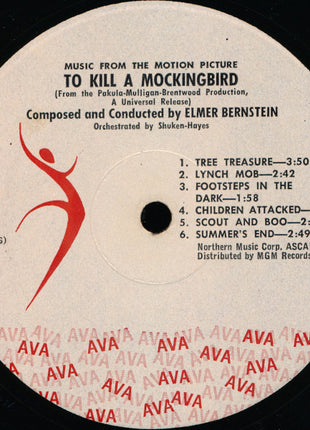 MUSIC FROM THE MOTION PICTURE
TO KILL A MOCKINGBIRD
(From the Pakula-Mulligan-Brentwood Production,
A Universal Release)
Composed and Conducted by ELMER BERNSTEIN
Orchestrated by Shuken-Hayes
1. TREE TREASURE—3:50
2. LYNCH MOB—2:42
3. FOOTSTEPS IN THE
DARK—1:58
4. CHILDREN ATTACKED—
5. SCOUT AND BOO—2:
6. SUMMER'S END—2:49
S)
Northern Music Corp. ASCA
Distributed by MGM Records
AVA AVA AVA AVA AVA AVA
AVA AVA AVA AVA AVA
AVA AVA AVA AVA AVA
AVA AVA AVA AVA